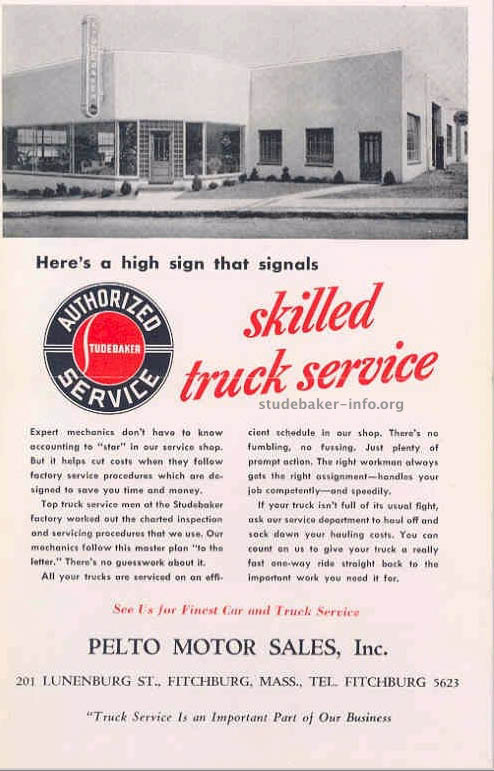 STUDEBAKER
Here's a high sign that signals
AUTHORIZED
STUDEBAKER
SERVICE
skilled
truck service
studebaker-info.org
Expert mechanics don't have to know
accounting to "star" in our service shop.
But it helps cut costs when they follow
factory service procedures which are de-
signed to save you time and money.
Top truck service men at the Studebaker
factory worked out the charted inspection
and servicing procedures that we use. Our
mechanics follow this master plan "to the
letter." There's no guesswork about it.
All your trucks are serviced on an effi-
cient schedule in our shop. There's no
fumbling, no fussing. Just plenty of
prompt action. The right workman always
gets the right assignment—handles your
job competently—and speedily.
If your truck isn't full of its usual fight,
ask our service department to haul off and
sock down your hauling costs. You can
count on us to give your truck a really
fast one-way ride straight back to the
important work you need it for.
See Us for Finest Car and Truck Service
PELTO MOTOR SALES, Inc.
201 LUNENBURG ST., FITCHBURG, MASS., TEL. FITCHBURG 5623
"Truck Service Is an Important Part of Our Business